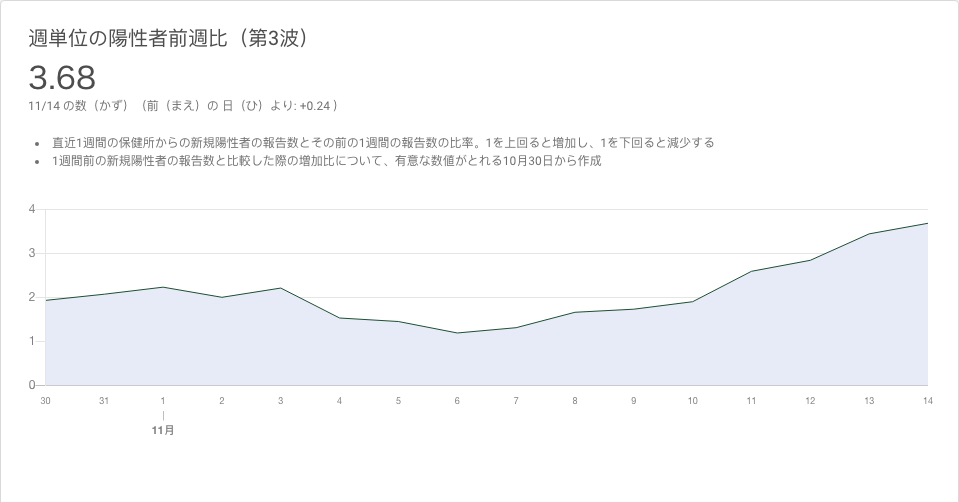 週単位の陽性者前週比（第3波）
3.68
11/14 の数（かず）（前（まえ）の 日（ひ）より: +0.24 ）
• 直近1週間の保健所からの新規陽性者の報告数とその前の1週間の報告数の比率。1を上回ると増加し、1を下回ると減少する
• 1週間前の新規陽性者の報告数と比較した際の増加比について、有意な数値がとれる10月30日から作成
4
3
2
1
0
30 31 1 2 3 4 5 6 7 8 9 10 11 12 13 14
11月